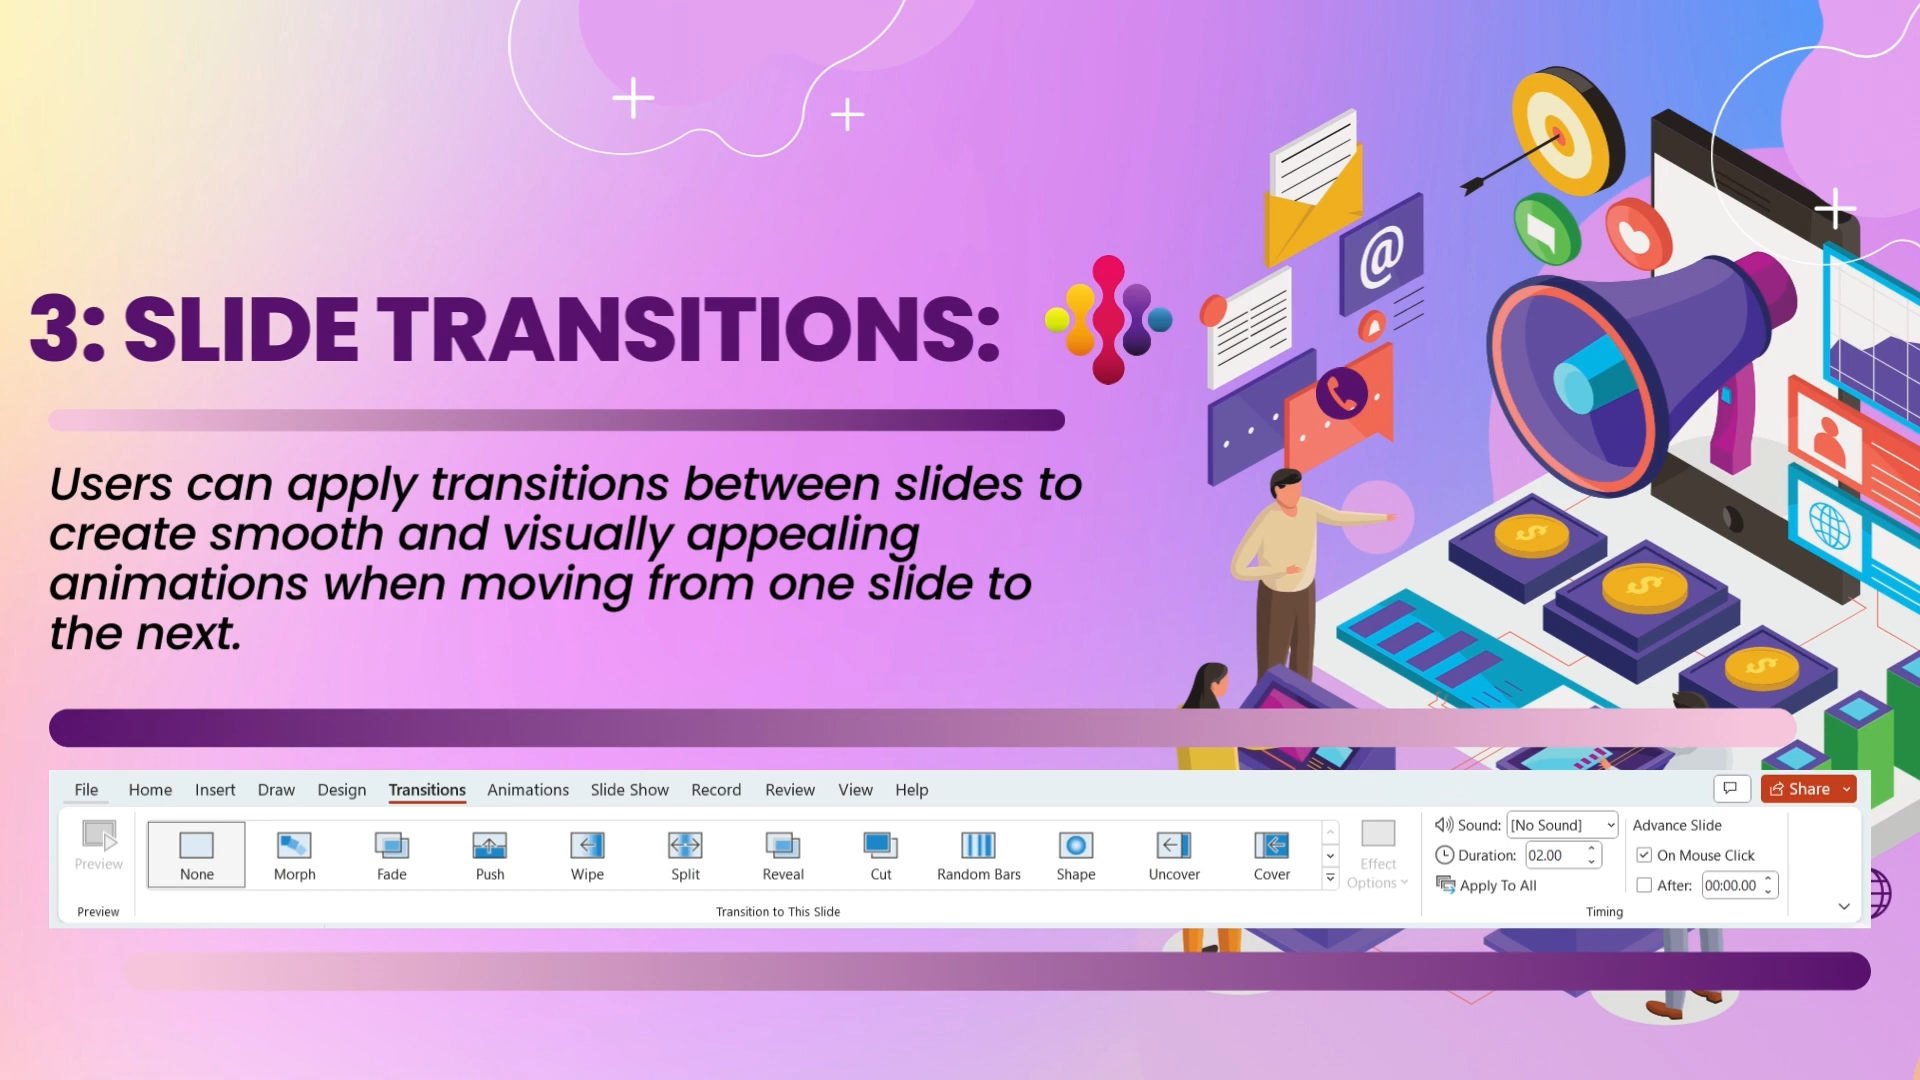 3: SLIDE TRANSITIONS:
@
Users can apply transitions between slides to
create smooth and visually appealing
animations when moving from one slide to
the next.
$
$
$
File Home Insert Draw Design Transitions Animations Slide Show Record Review View Help Share
Preview None Morph Fade Push Wipe Split Reveal Cut Random Bars Shape Uncover Cover Effect Options
Sound: [No Sound] Advance Slide
Duration: 02.00 On Mouse Click
Apply To All After: 00:00.00
Preview Transition to This Slide Timing